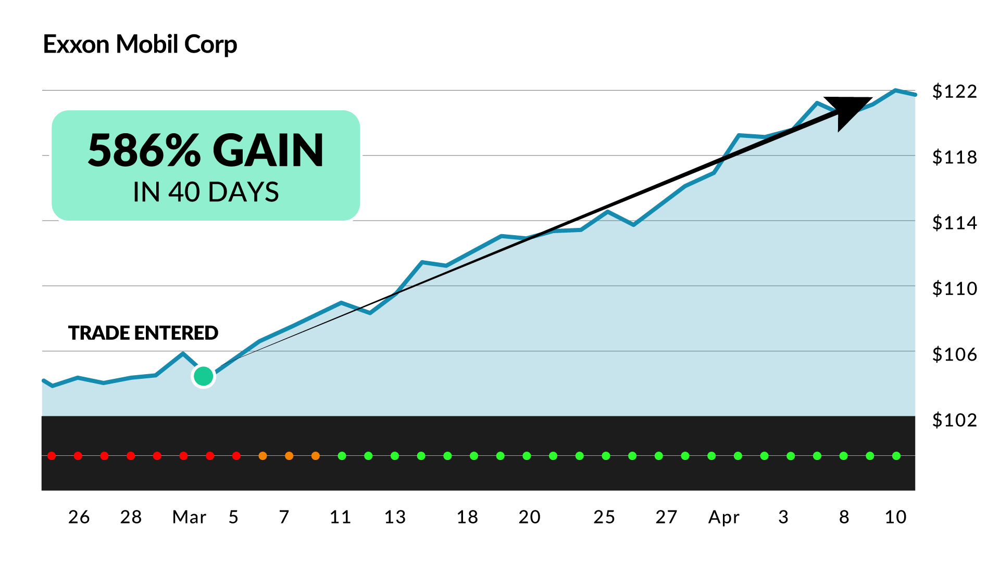 Exxon Mobil Corp
$122
586% GAIN
IN 40 DAYS
$118
$114
$110
TRADE ENTERED
$106
$102
26 28 Mar 5 7 11 13 18 20 25 27 Apr 3 8 10